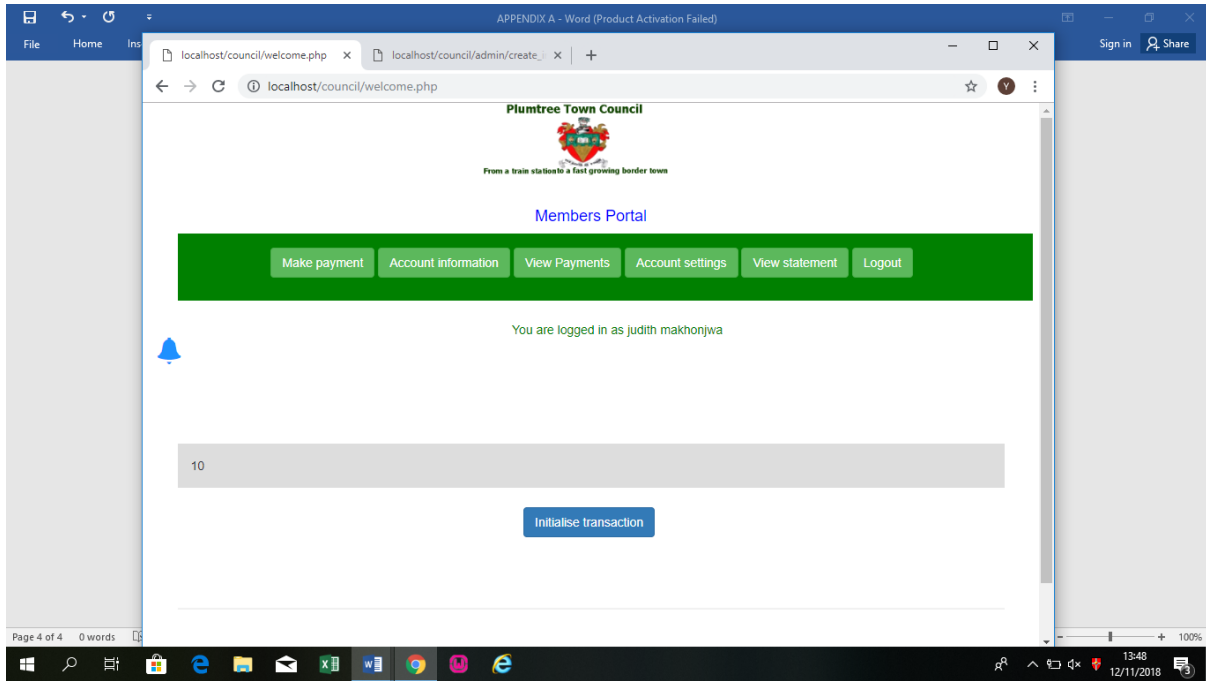 APPENDIX A - Word (Product Activation Failed)
File Home Ins Sign in Share
localhost/council/welcome.php localhost/council/admin/create_
localhost/council/welcome.php Y
Plumtree Town Council
From a train stationto a fast growing border town
Members Portal
Make payment Account information View Payments Account settings View statement Logout
You are logged in as judith makhonjwa
10
Initialise transaction
Page 4 of 4 0 words 100%
13:48
12/11/2018 3